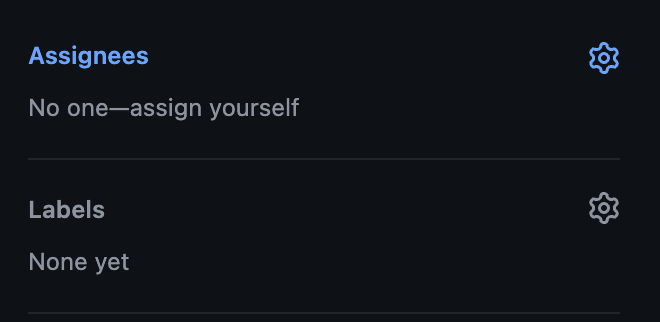 Assignees
No one—assign yourself
Labels
None yet